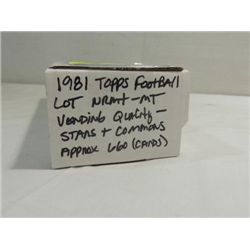 1981 TOPPS FOOTBALL
LOT NRMT-MT
VENDING QUALITY-
STARS + COMMONS
APPROX 660 (CARDS)